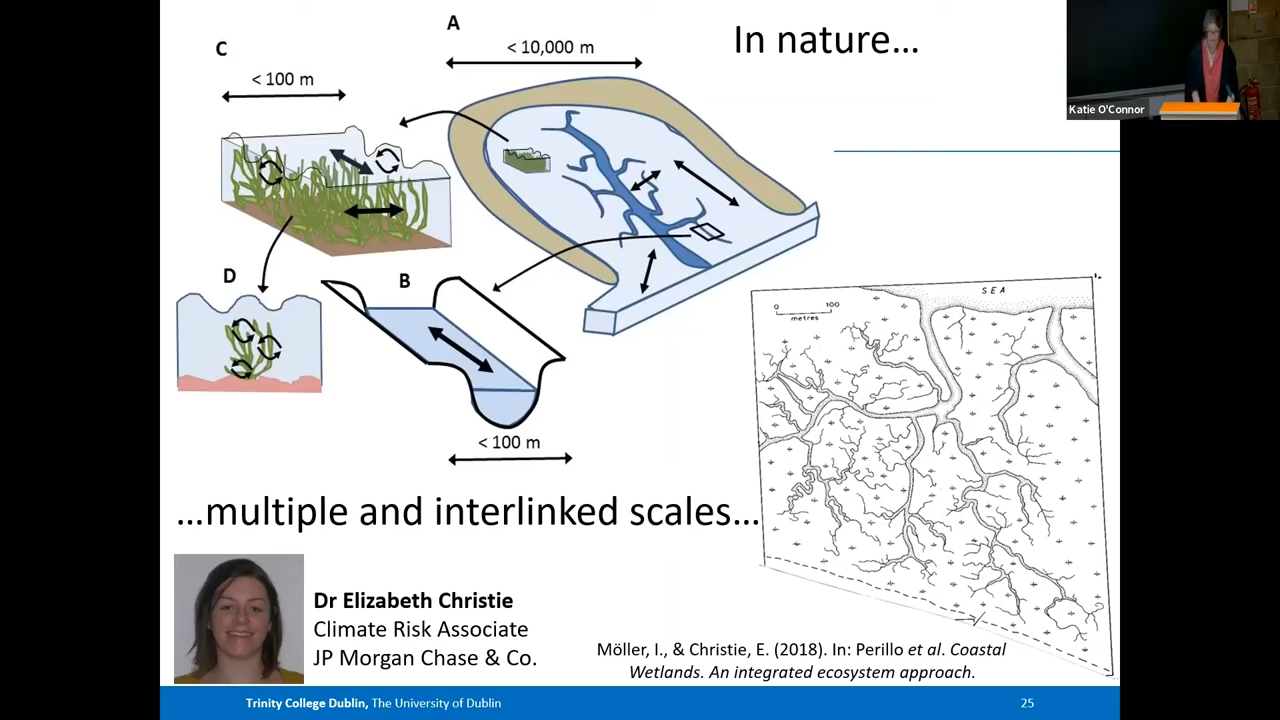 In nature…
A
< 10,000 m
C
< 100 m
D
B
< 100 m
…multiple and interlinked scales…
SEA
0 100
metres
Dr Elizabeth Christie
Climate Risk Associate
JP Morgan Chase & Co.
Möller, I., & Christie, E. (2018). In: Perillo et al. Coastal
Wetlands. An integrated ecosystem approach.
Trinity College Dublin, The University of Dublin
25
Katie O'Connor